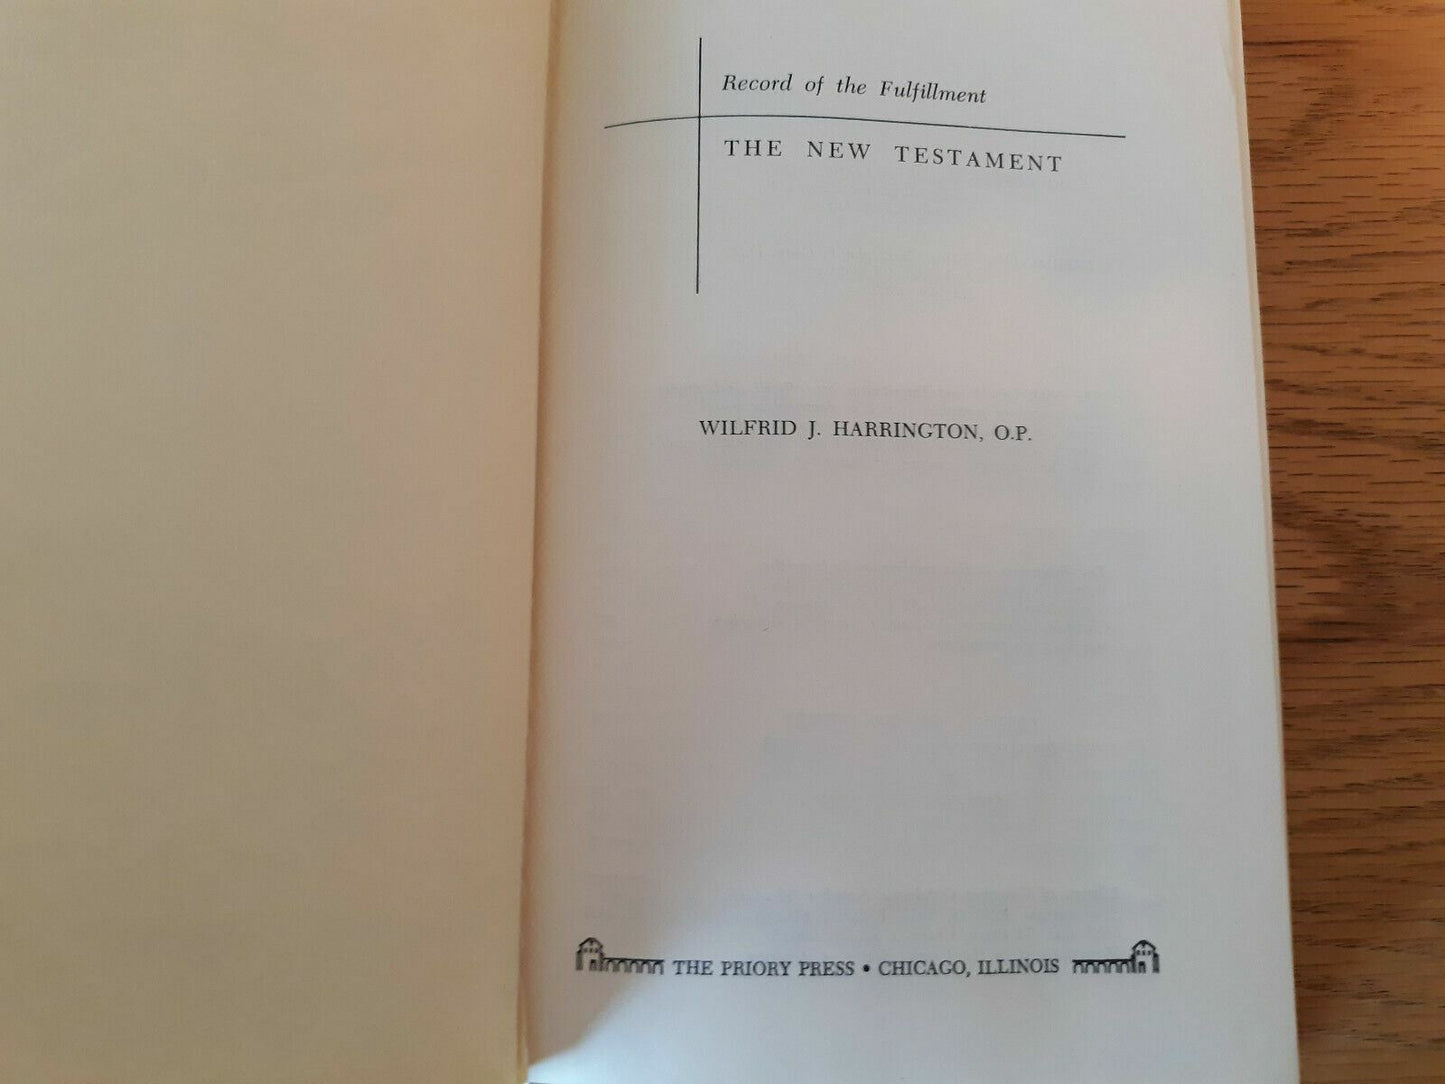 Record of the Fulfillment
THE NEW TESTAMENT
WILFRID J. HARRINGTON, O.P.
THE PRIORY PRESS • CHICAGO, ILLINOIS